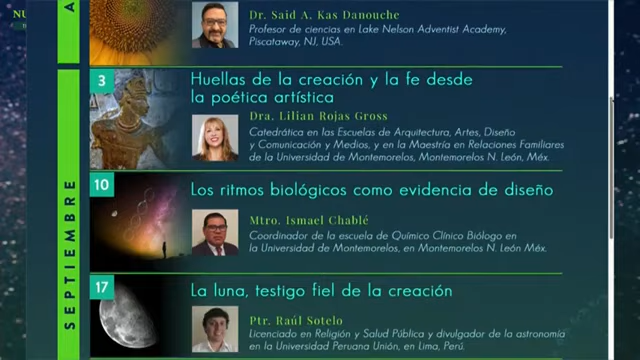 NU
A
Dr. Said A. Kas Danouche
Profesor de ciencias en Lake Nelson Adventist Academy,
Piscataway, NJ, USA.
SEPTIEMBRE
3
Huellas de la creación y la fe desde
la poética artística
Dra. Lilian Rojas Gross
Catedrática en las Escuelas de Arquitectura, Artes, Diseño
y Comunicación y Medios, y en la Maestría en Relaciones Familiares
de la Universidad de Montemorelos, Montemorelos N. León, Méx.
10
Los ritmos biológicos como evidencia de diseño
Mtro. Ismael Chablé
Coordinador de la escuela de Químico Clínico Biólogo en
la Universidad de Montemorelos, en Montemorelos N. León Méx.
17
La luna, testigo fiel de la creación
Ptr. Raúl Sotelo
Licenciado en Religión y Salud Pública y divulgador de la astronomía
en la Universidad Peruana Unión, en Lima, Perú.